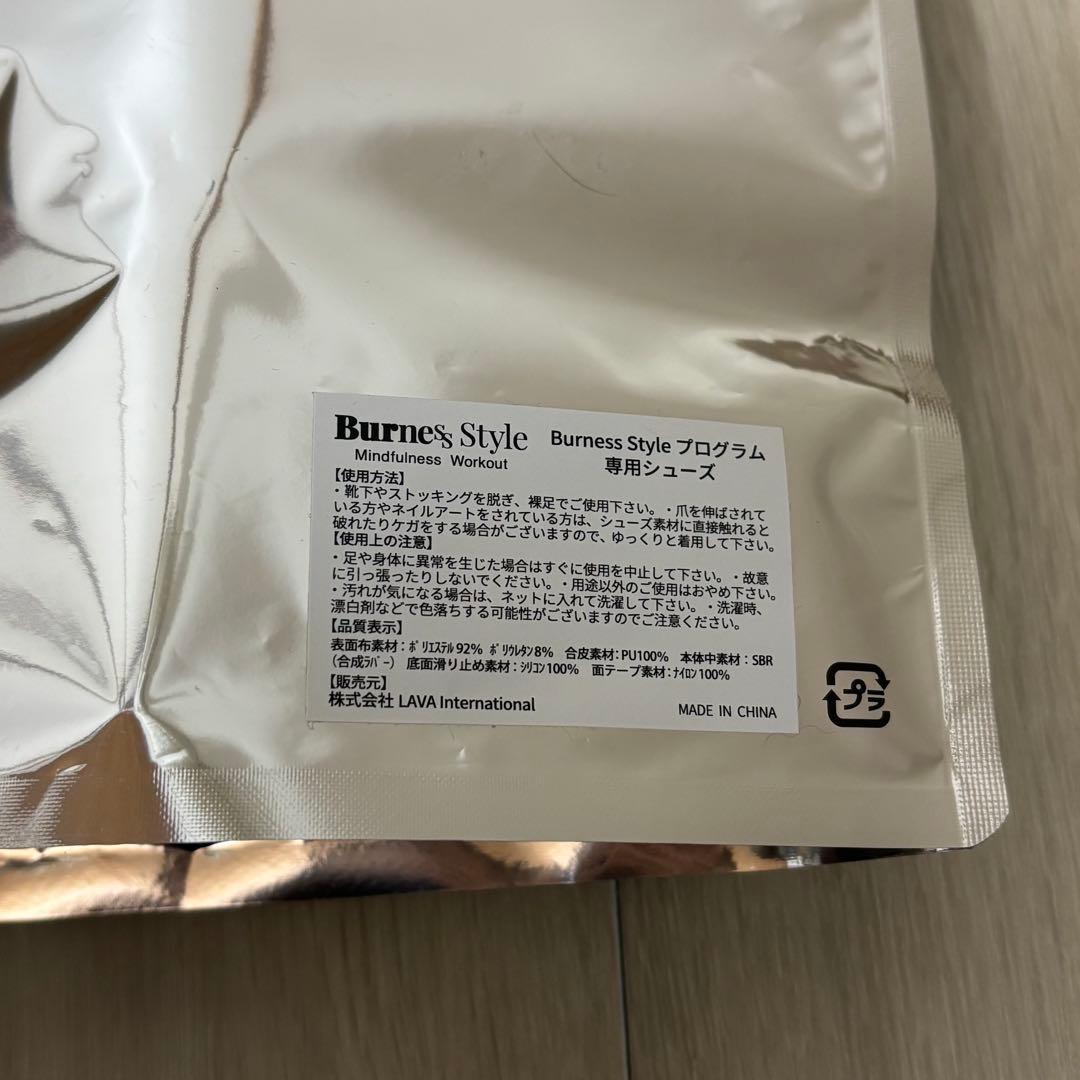 Burness Style
Mindfulness Workout
Burness Style プログラム
専用シューズ
【使用方法】
・靴下やストッキングを脱ぎ、裸足でご使用下さい。・爪を伸ばされて
いる方やネイルアートをされている方は、シューズ素材に直接触れると
破れたりケガをする場合がございますので、ゆっくりと着用して下さい。
【使用上の注意】
・足や身体に異常を生じた場合はすぐに使用を中止して下さい。・故意
に引っ張ったりしないでください。・用途以外のご使用はおやめ下さい。
・汚れが気になる場合は、ネットに入れて洗濯して下さい。・洗濯時、
漂白剤などで色落ちする可能性がございますのでご注意ください。
【品質表示】
表面布素材：ﾎﾟﾘｴｽﾃﾙ92% ﾎﾟﾘｳﾚﾀﾝ8% 合皮素材：PU100% 本体中素材：SBR
（合成ﾗﾊﾞｰ） 底面滑り止め素材：ｼﾘｺﾝ100% 面テープ素材：ﾅｲﾛﾝ100%
【販売元】
株式会社 LAVA International
MADE IN CHINA
プラ